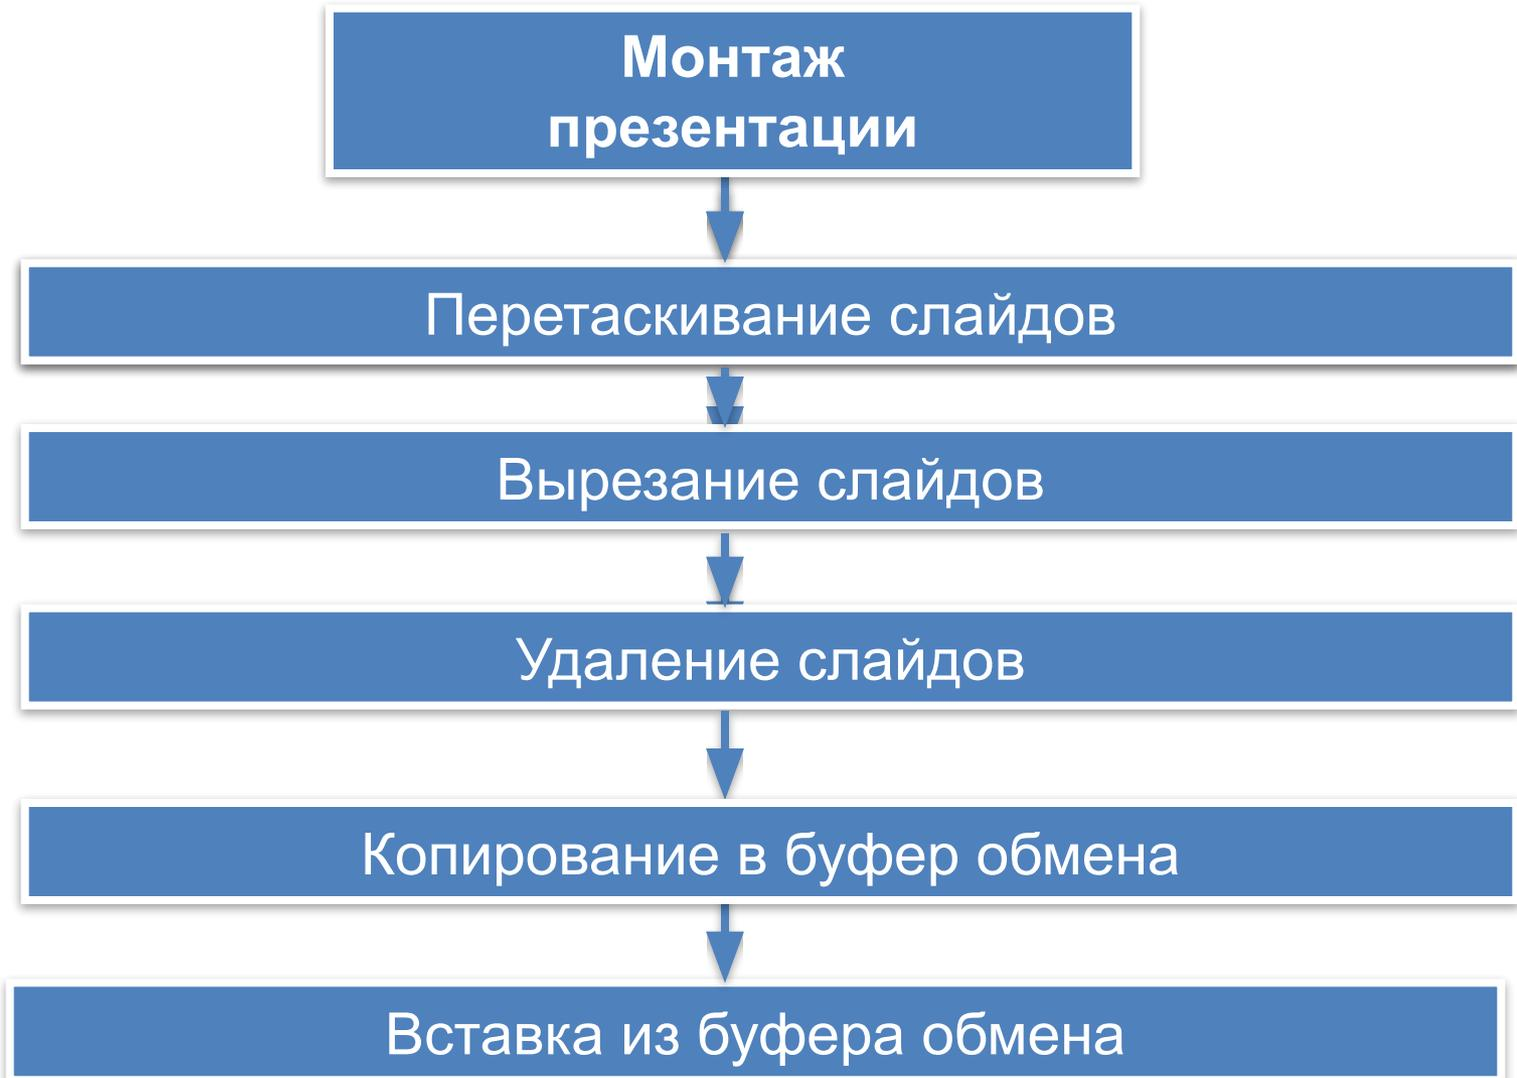 Монтаж
презентации
Перетаскивание слайдов
Вырезание слайдов
Удаление слайдов
Копирование в буфер обмена
Вставка из буфера обмена